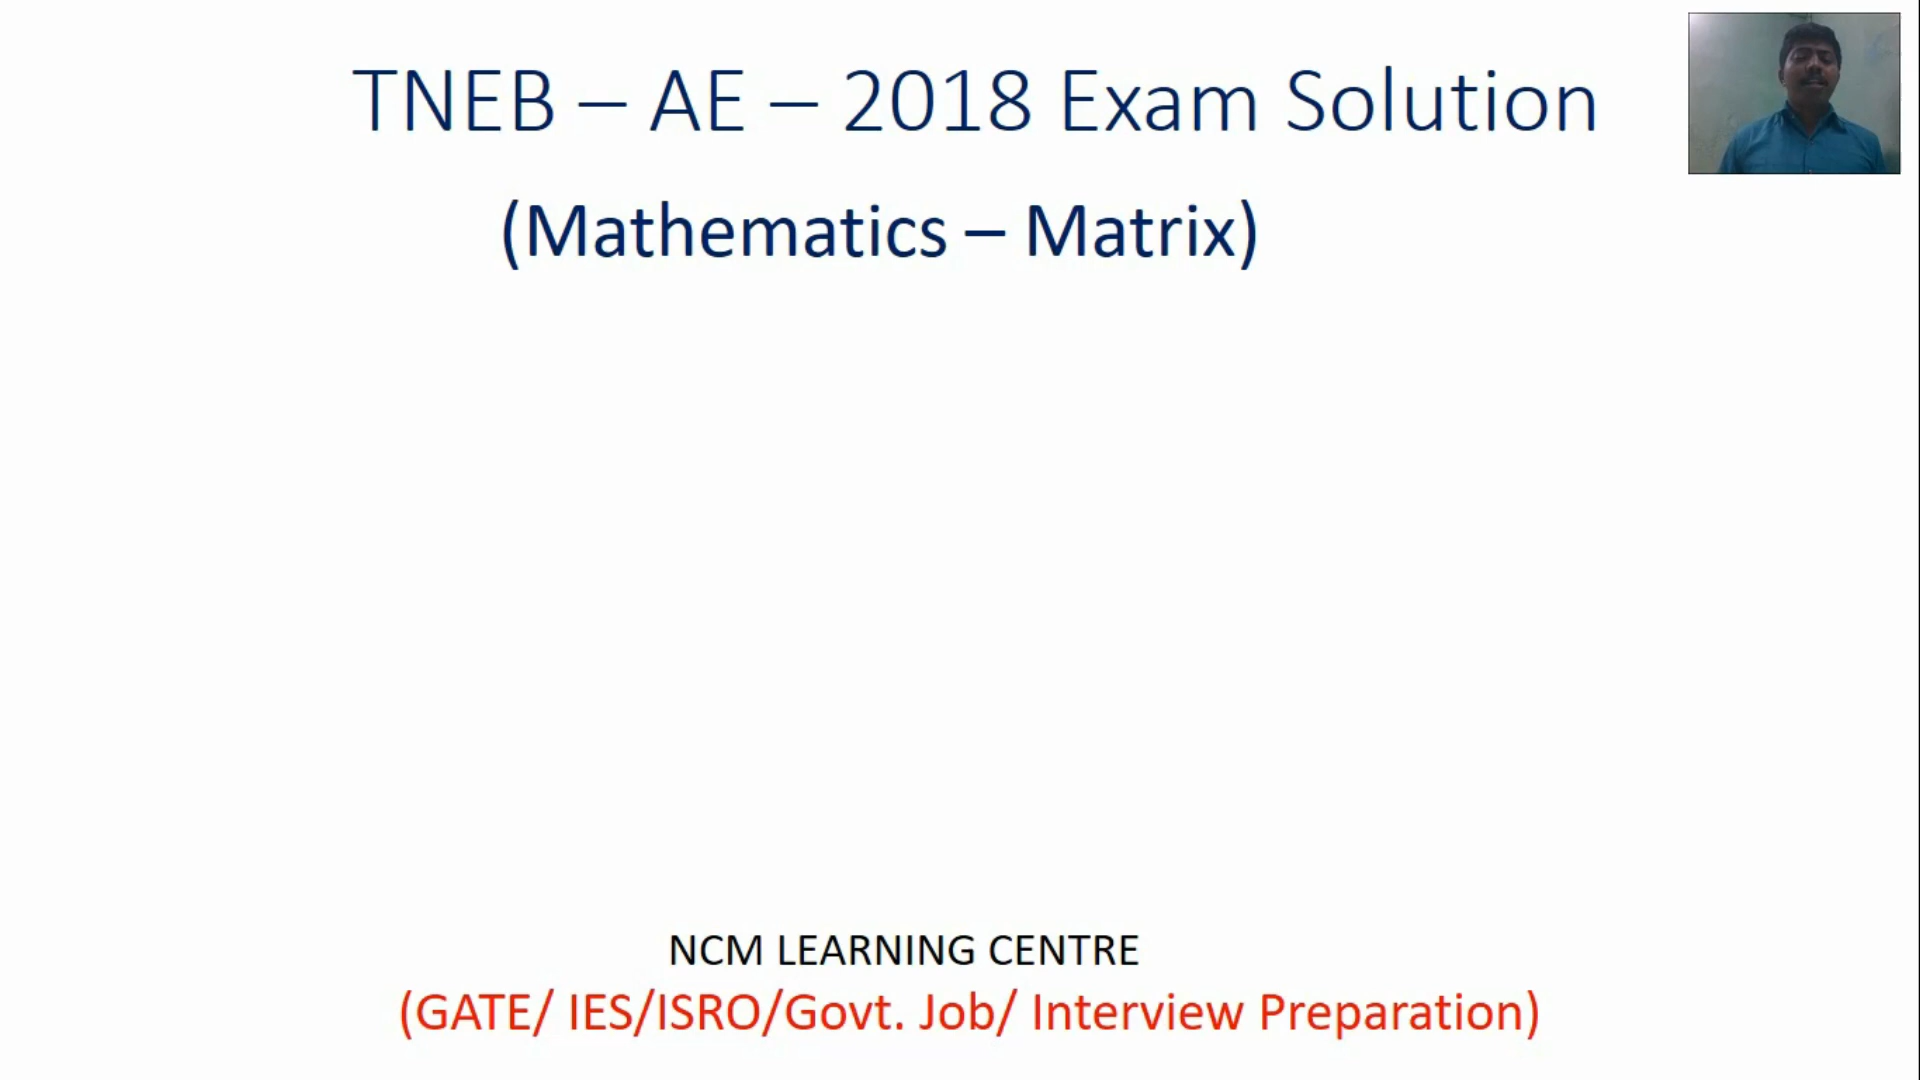 TNEB – AE – 2018 Exam Solution
(Mathematics – Matrix)
NCM LEARNING CENTRE
(GATE/ IES/ISRO/Govt. Job/ Interview Preparation)